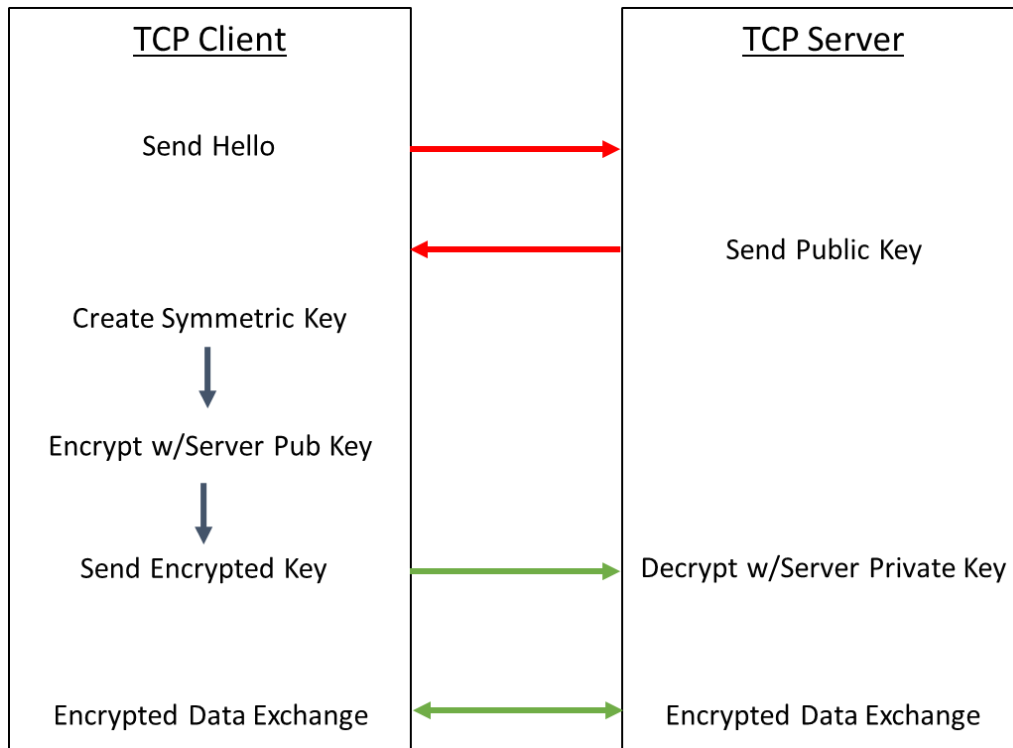 TCP Client
TCP Server
Send Hello
Send Public Key
Create Symmetric Key
Encrypt w/Server Pub Key
Send Encrypted Key
Decrypt w/Server Private Key
Encrypted Data Exchange
Encrypted Data Exchange